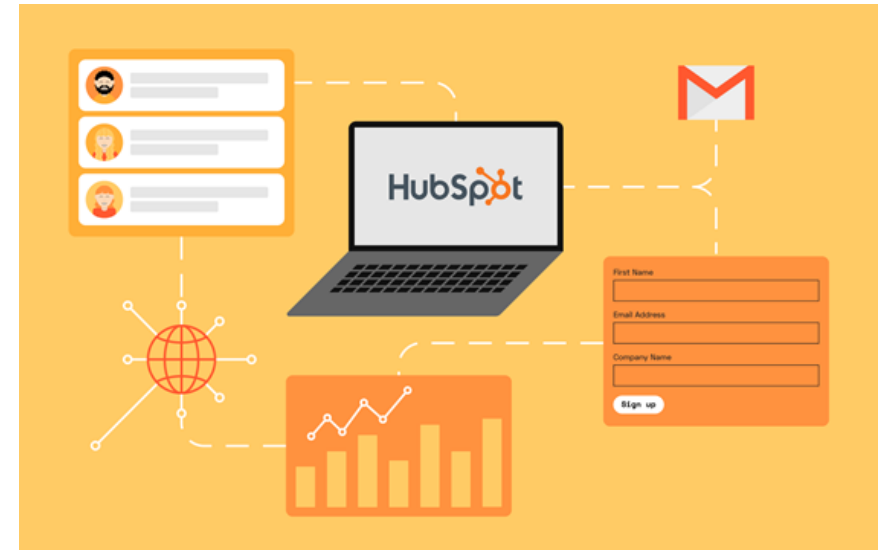 HubSpot
First Name
Email Address
Company Name
Sign up